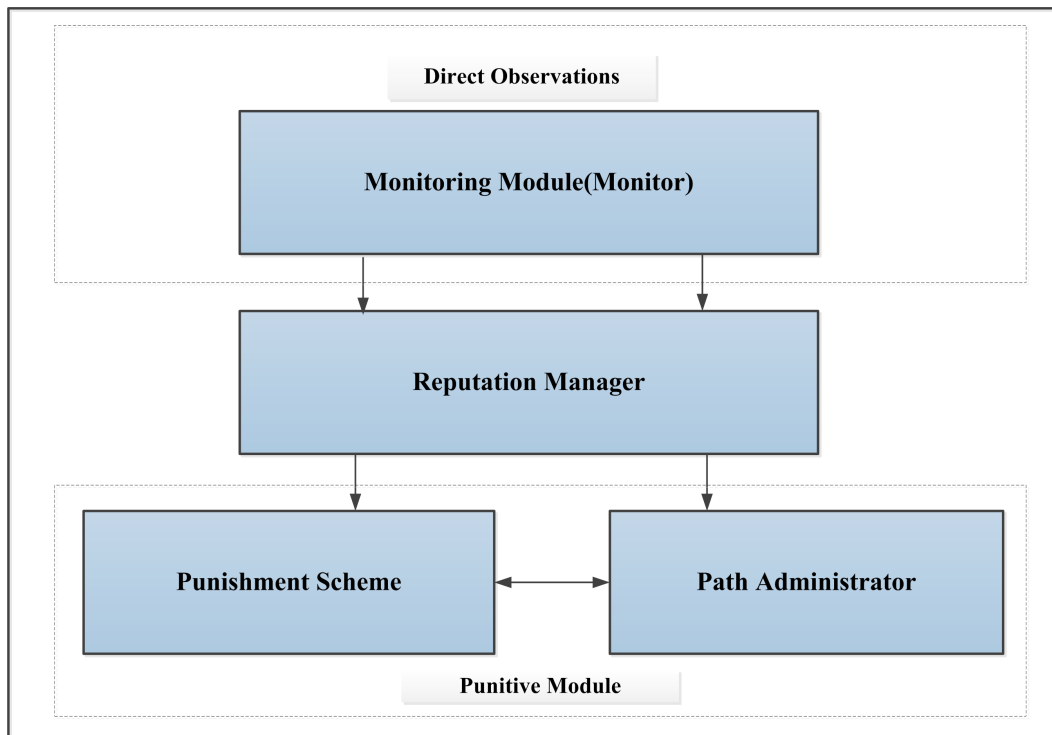 Direct Observations
Monitoring Module(Monitor)
Reputation Manager
Punishment Scheme
Path Administrator
Punitive Module